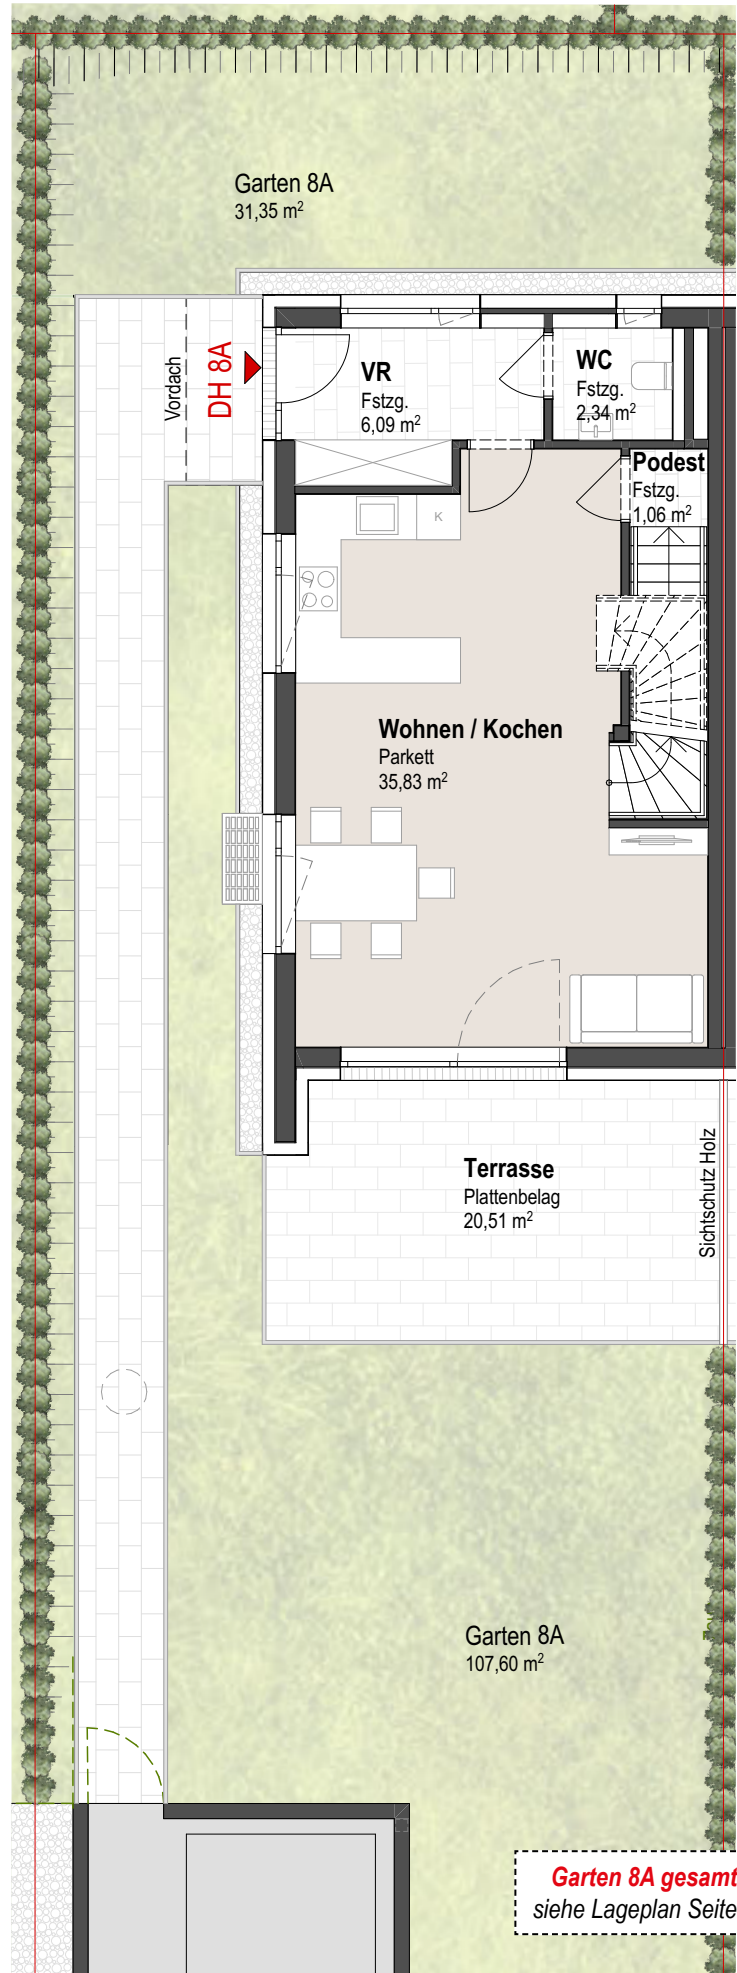 Garten 8A
31,35 m²
Vordach
DH 8A
VR
Fstzg.
6,09 m²
WC
Fstzg.
2,34 m²
Podest
Fstzg.
1,06 m²
K
Wohnen / Kochen
Parkett
35,83 m²
Terrasse
Plattenbelag
20,51 m²
Sichtschutz Holz
Garten 8A
107,60 m²
Garten 8A gesamt
siehe Lageplan Seite